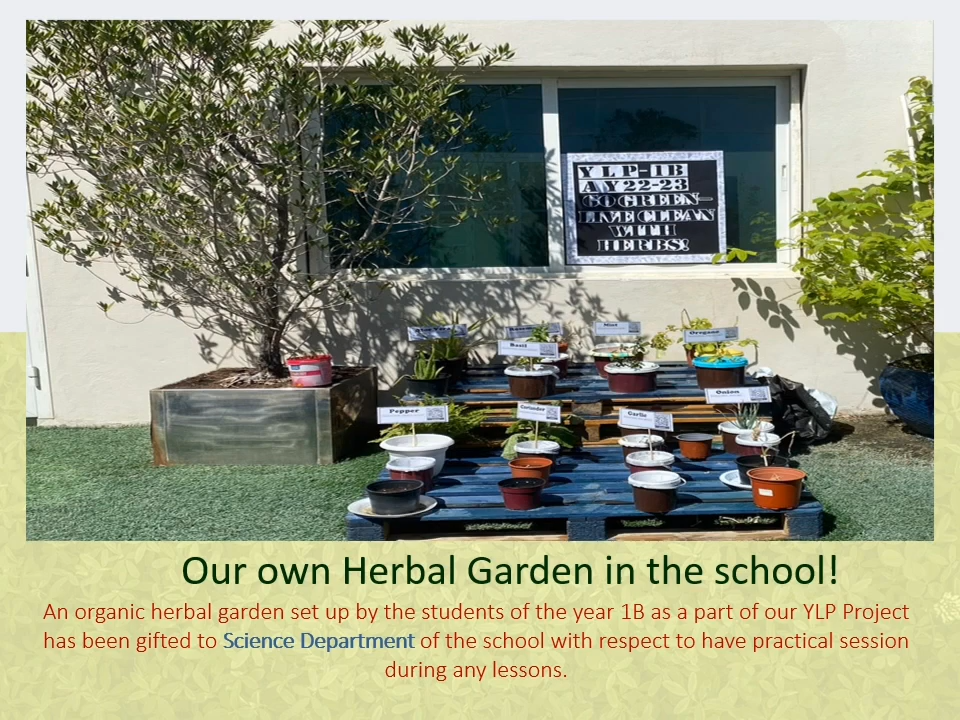 YLP-1B
AY22-23
GO GREEN-
LIVE CLEAN
WITH
HERBS!
Mint
Oregano
Basil
Onion
Pepper
Coriander
Garlic
Our own Herbal Garden in the school!
An organic herbal garden set up by the students of the year 1B as a part of our YLP Project
has been gifted to Science Department of the school with respect to have practical session
during any lessons.